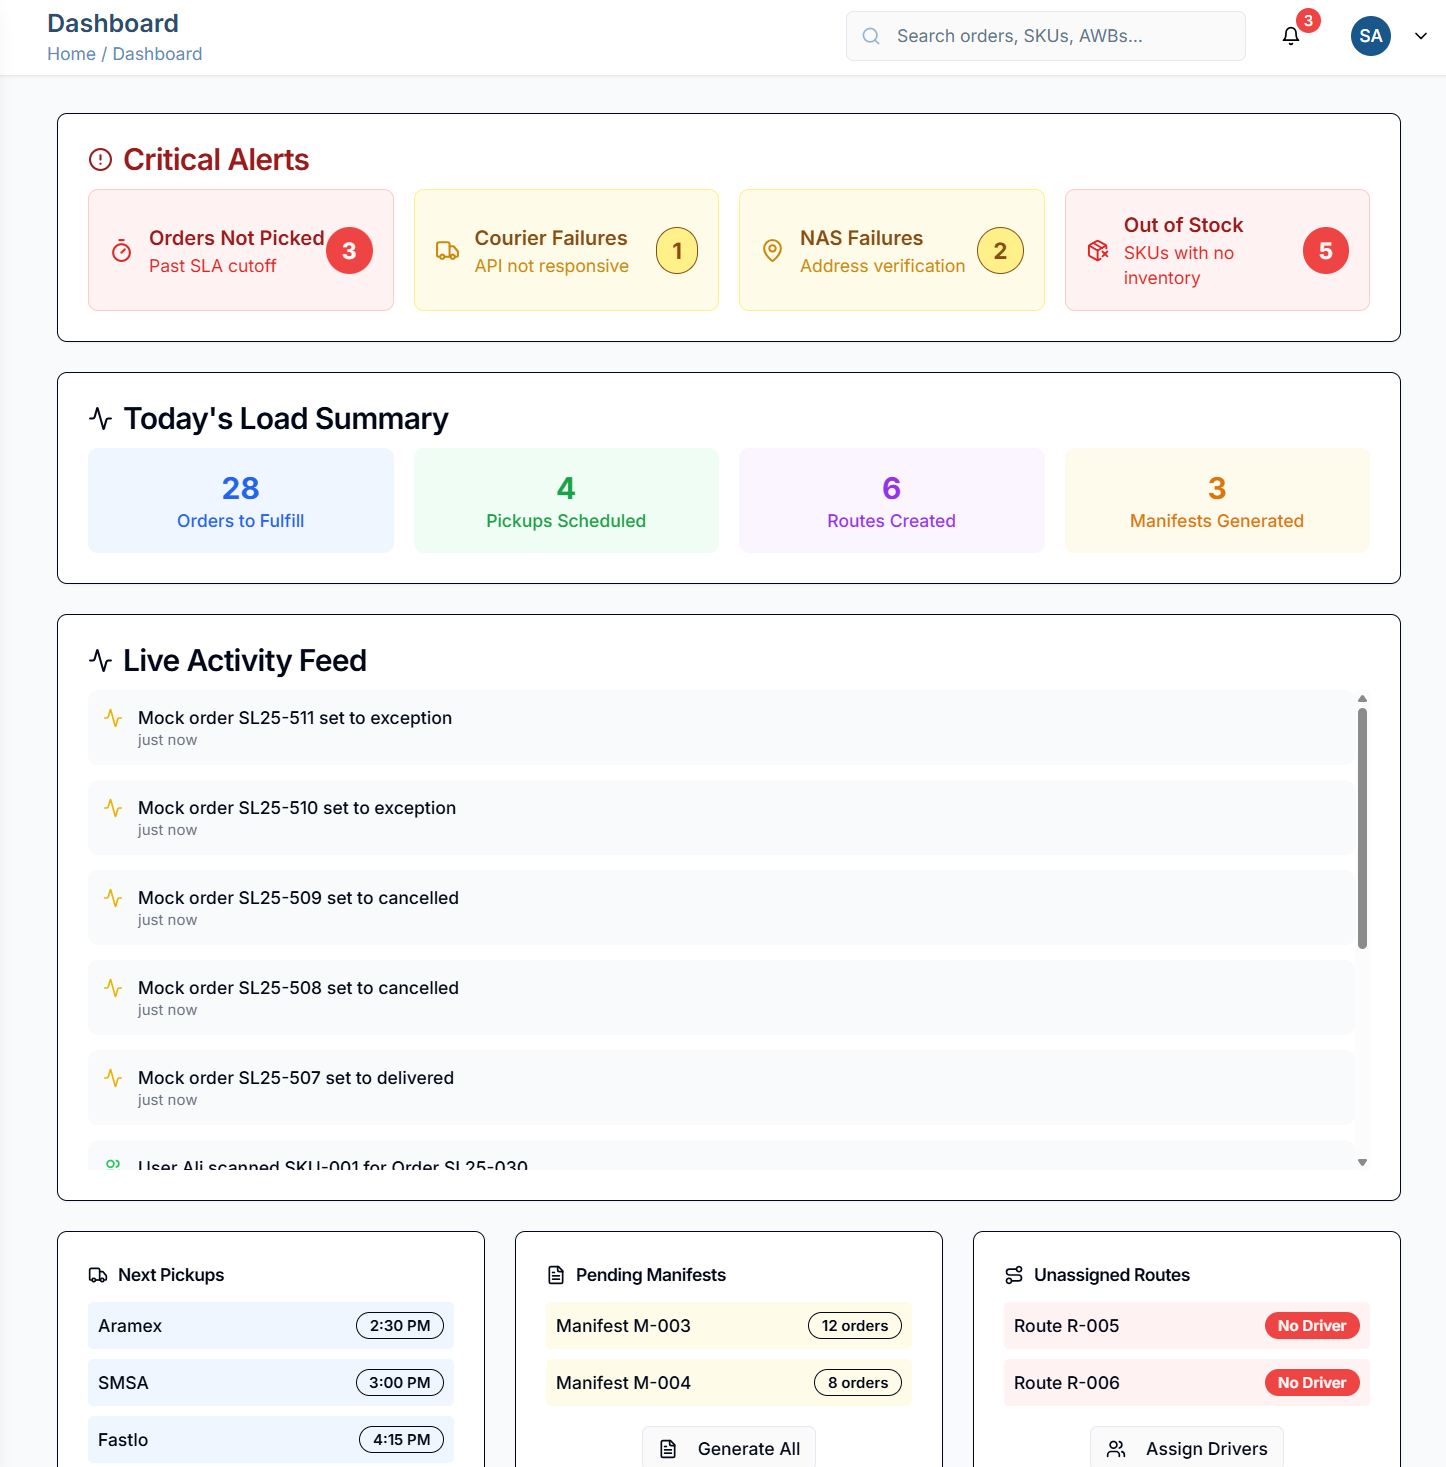 Dashboard
Home / Dashboard
Search orders, SKUs, AWBs...
3
SA
Critical Alerts
Orders Not Picked
Past SLA cutoff
3
Courier Failures
API not responsive
1
NAS Failures
Address verification
2
Out of Stock
SKUs with no
inventory
5
Today's Load Summary
28
Orders to Fulfill
4
Pickups Scheduled
6
Routes Created
3
Manifests Generated
Live Activity Feed
Mock order SL25-511 set to exception
just now
Mock order SL25-510 set to exception
just now
Mock order SL25-509 set to cancelled
just now
Mock order SL25-508 set to cancelled
just now
Mock order SL25-507 set to delivered
just now
User Ali scanned SKU-001 for Order SL25-030
Next Pickups
Aramex 2:30 PM
SMSA 3:00 PM
Fastlo 4:15 PM
Pending Manifests
Manifest M-003 12 orders
Manifest M-004 8 orders
Generate All
Unassigned Routes
Route R-005 No Driver
Route R-006 No Driver
Assign Drivers